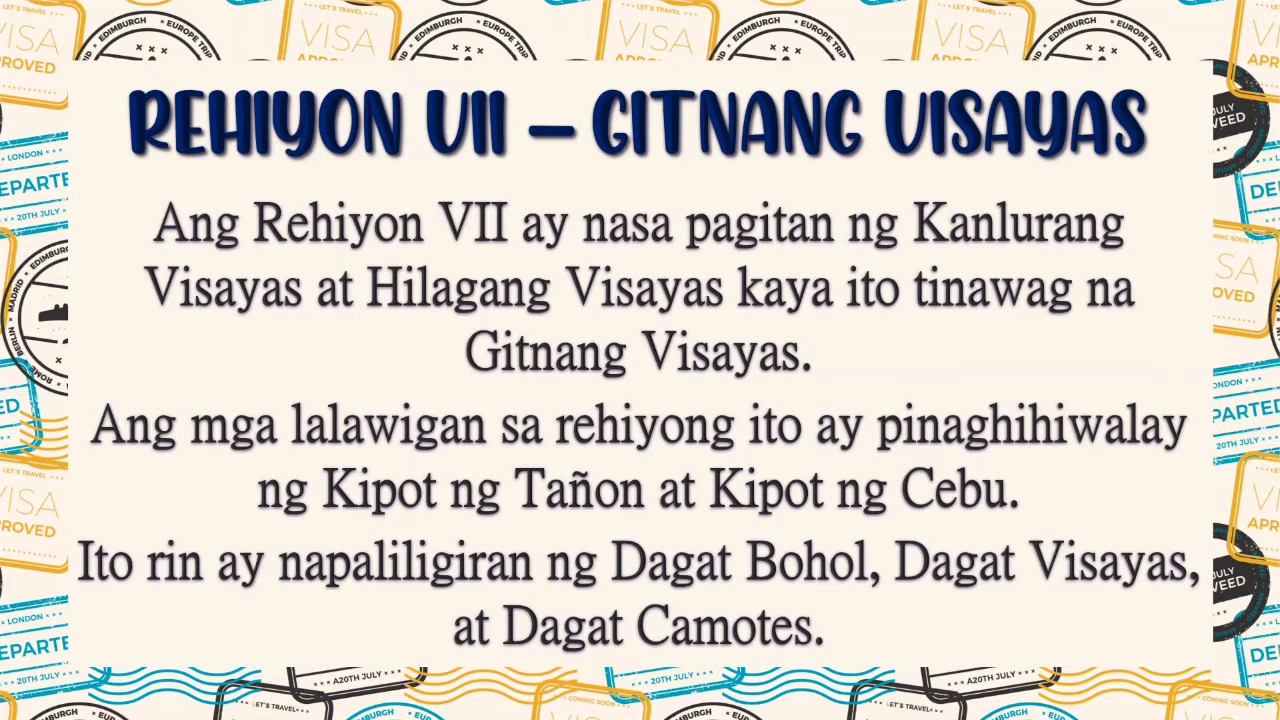 REHIYON VII – GITNANG VISAYAS
Ang Rehiyon VII ay nasa pagitan ng Kanlurang
Visayas at Hilagang Visayas kaya ito tinawag na
Gitnang Visayas.
Ang mga lalawigan sa rehiyong ito ay pinaghihiwalay
ng Kipot ng Tañon at Kipot ng Cebu.
Ito rin ay napaliligiran ng Dagat Bohol, Dagat Visayas,
at Dagat Camotes.